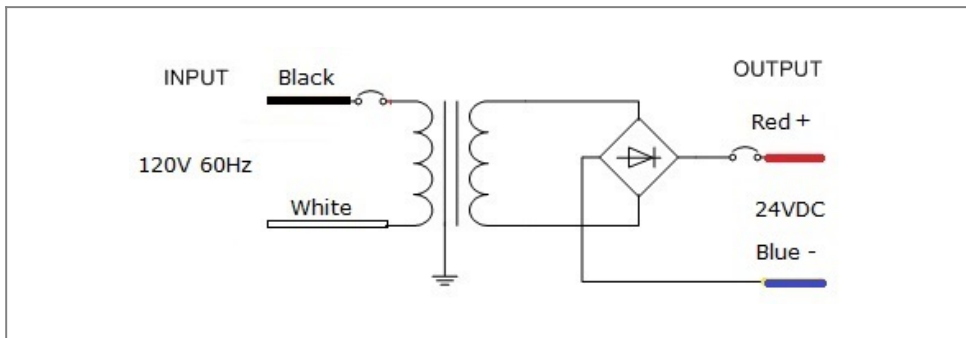 INPUT
Black
OUTPUT
Red +
120V 60Hz
White
24VDC
Blue -